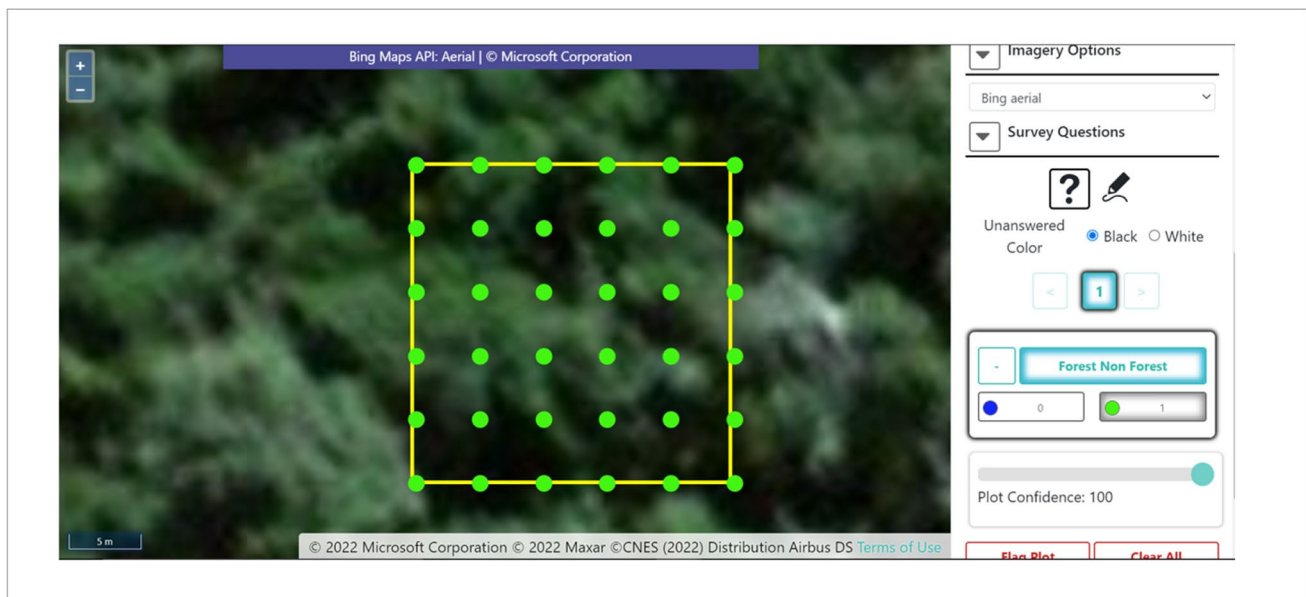 +
Bing Maps API: Aerial | © Microsoft Corporation
−
Imagery Options
Bing aerial
Survey Questions
?
Unanswered
Color
Black
White
<
1
>
-
Forest Non Forest
0
1
Plot Confidence: 100
5 m
© 2022 Microsoft Corporation © 2022 Maxar ©CNES (2022) Distribution Airbus DS Terms of Use
Flag Plot
Clear All